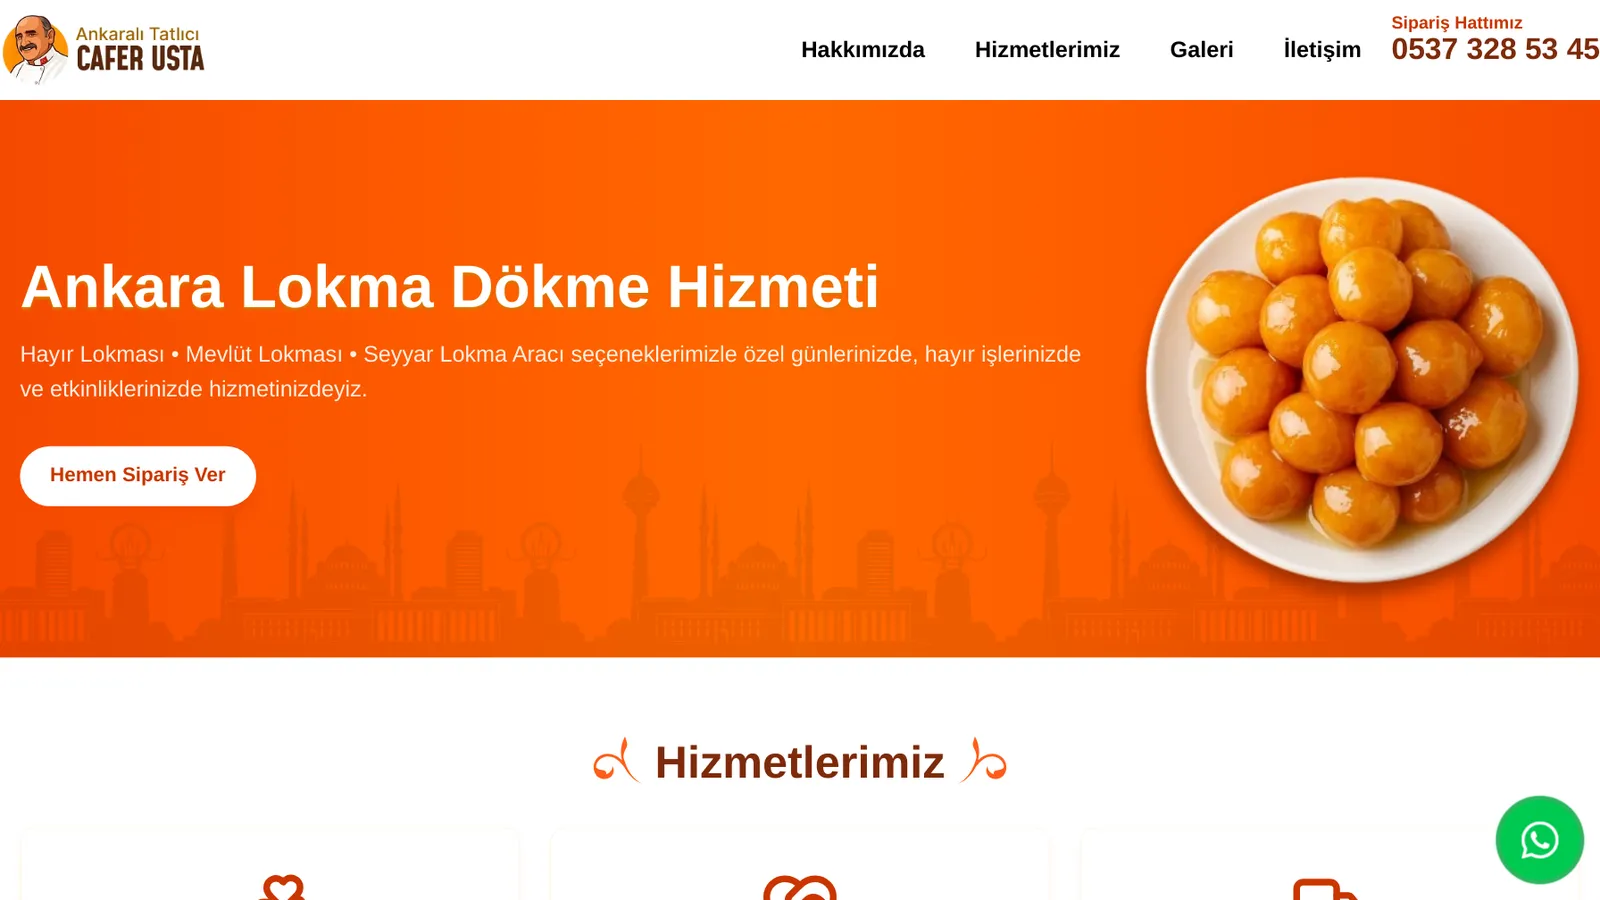 Ankaralı Tatlıcı
CAFER USTA
Hakkımızda
Hizmetlerimiz
Galeri
İletişim
Sipariş Hattımız
0537 328 53 45
Ankara Lokma Dökme Hizmeti
Hayır Lokması • Mevlüt Lokması • Seyyar Lokma Aracı seçeneklerimizle özel günlerinizde, hayır işlerinizde
ve etkinliklerinizde hizmetinizdeyiz.
Hemen Sipariş Ver
Hizmetlerimiz